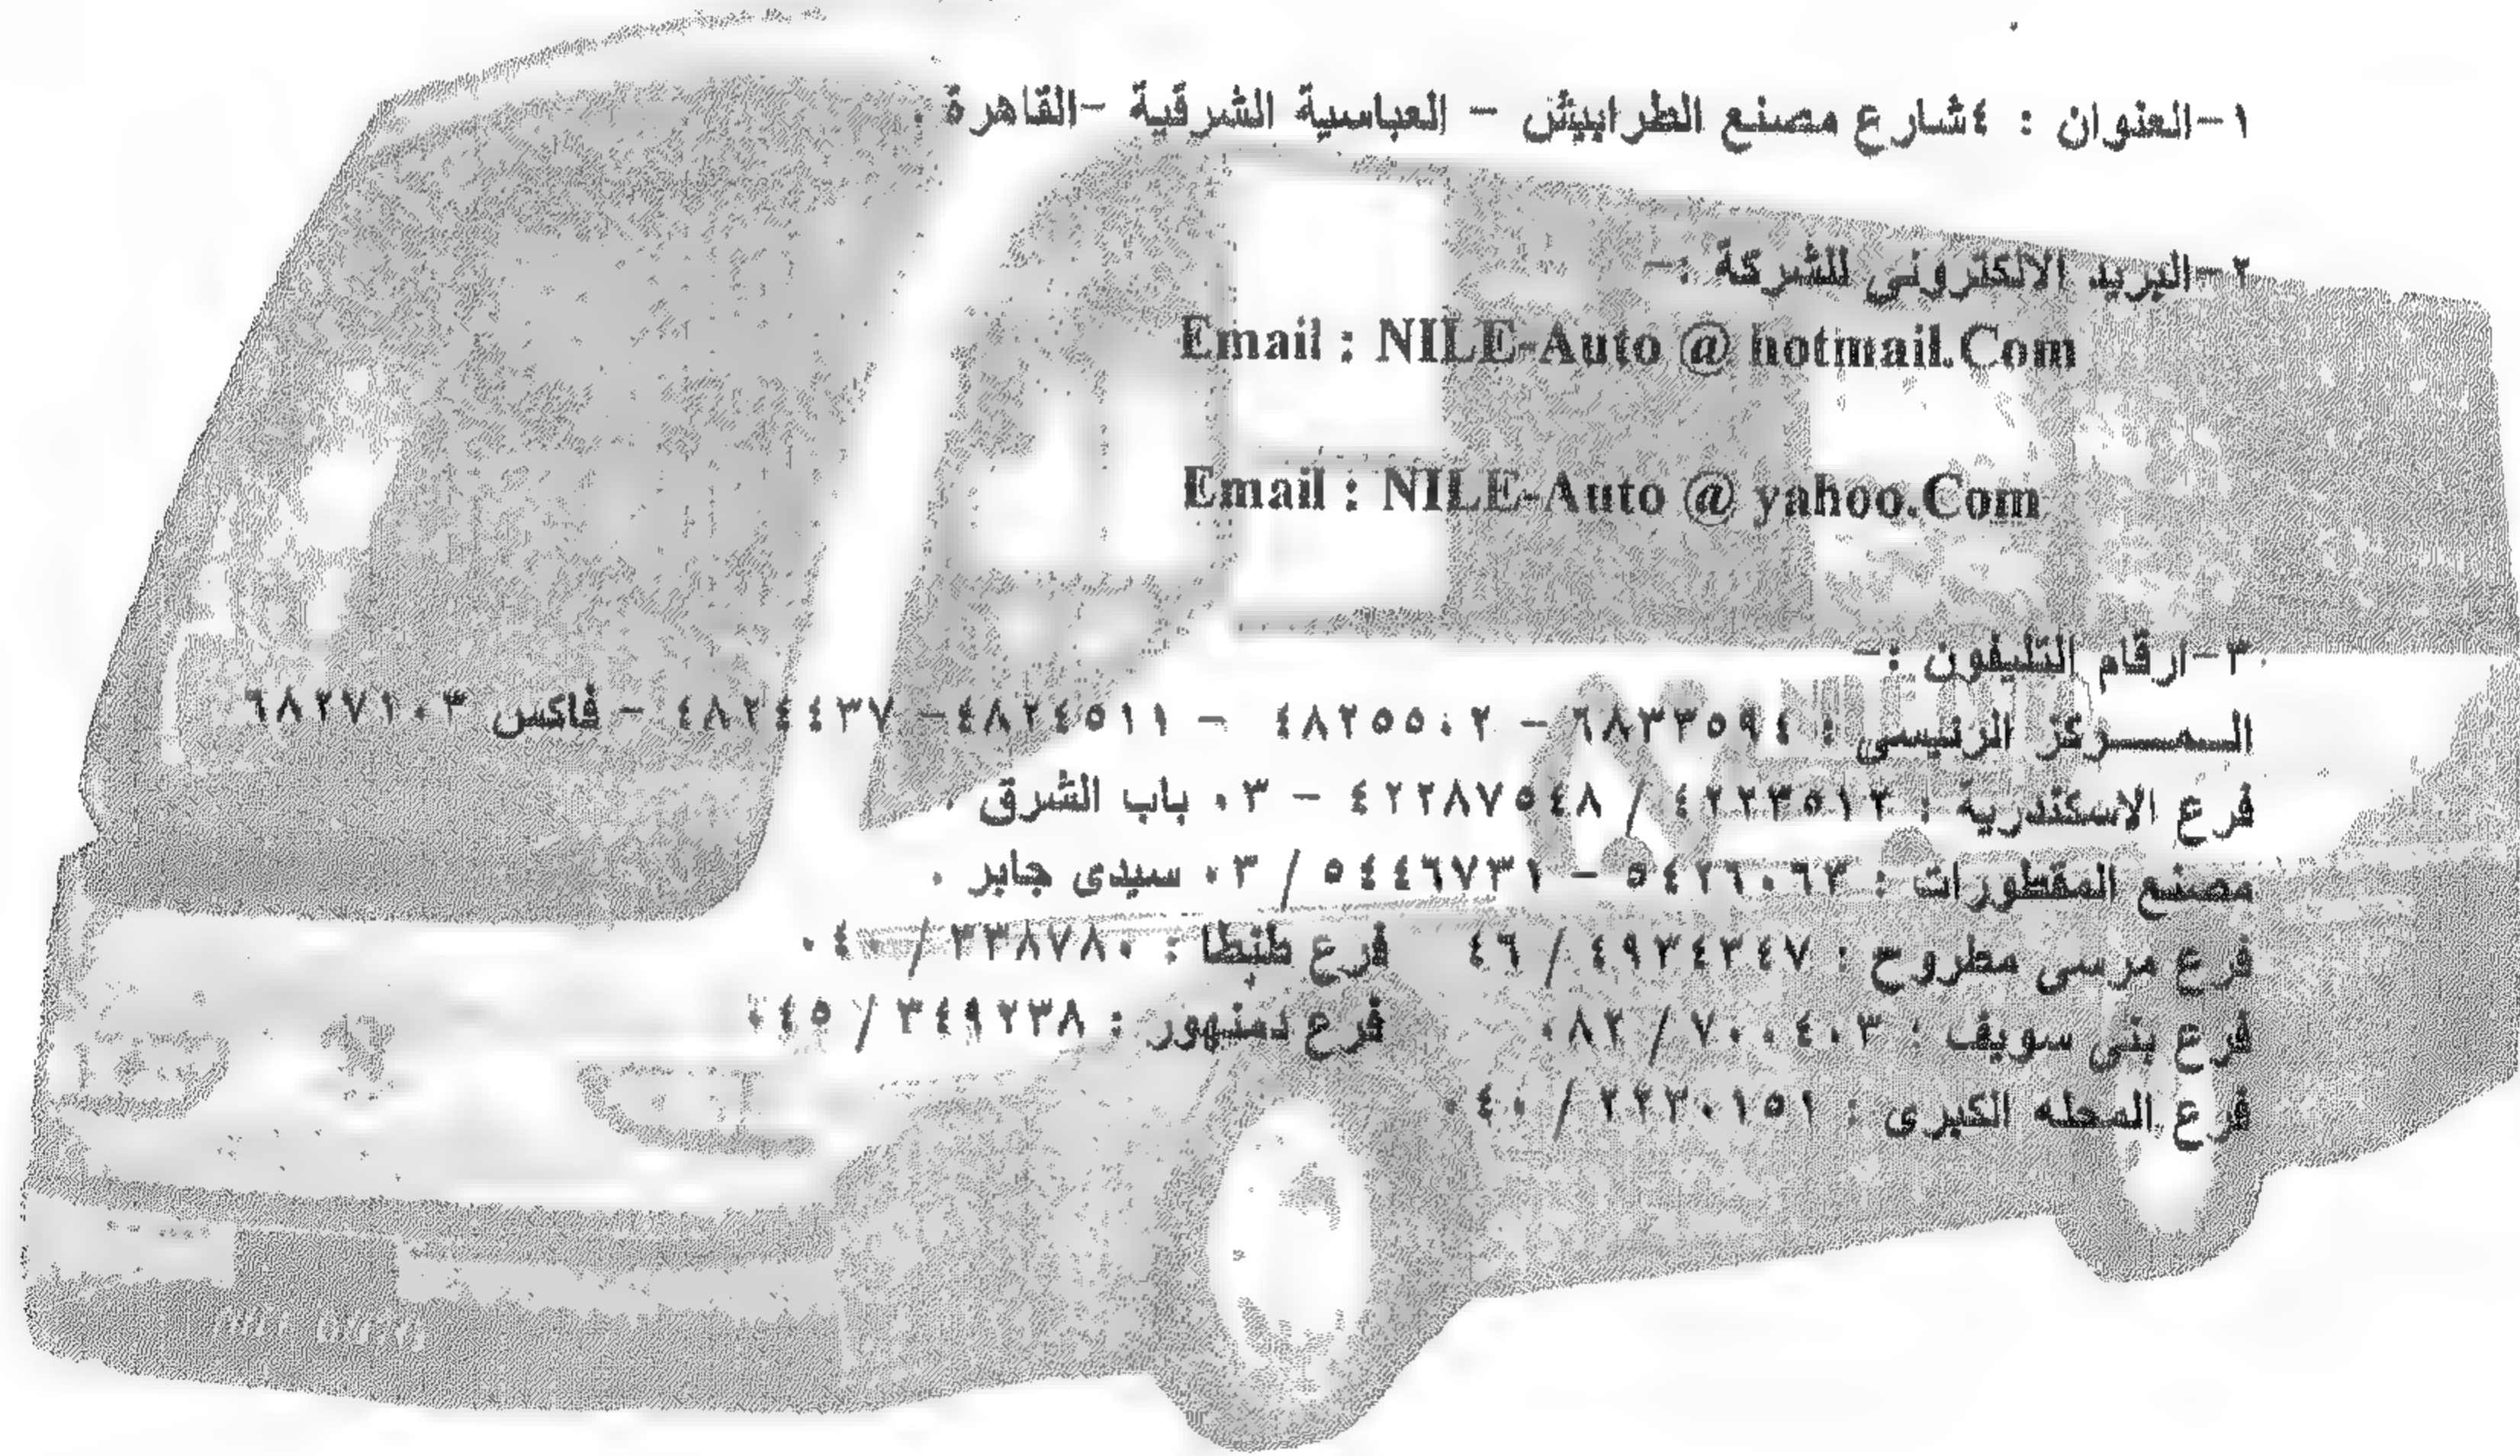 ١-العنوان : ٤شارع مصنع الطرابيش - العباسية الشرقية -القاهرة .
٢-البريد الالكترونى للشركة :-
Email : NILE-Auto @ hotmail.Com
Email : NILE-Auto @ yahoo.Com
٣-ارقام التليفون :-
المـــركز الرئيسى : ٦٨٣٣٥٩٤ - ٤٨٢٥٥٠٢ - ٤٨٢٤٥١١ - ٤٨٢٤٤٣٧ - فاكس ٦٨٢٧١٠٣
فرع الاسكندرية : ٤٢٢٣٥١٢ / ٤٢٢٨٧٥٤٨ - ٠٣ باب الشرق .
مصنع المقطورات : ٥٤٢٦٠٦٣ - ٥٤٤٦٧٣١ / ٠٣ سيدى جابر .
فرع مرسى مطروح : ٤٩٣٤٣٤٧ / ٤٦ فرع طنطا : ٣٣٨٧٨٠ / ٠٤٠
فرع بنى سويف : ٧٠٠٤٠٣ / ٠٨٢ فرع دمنهور : ٣٤٩٢٣٨ / ٠٤٥
فرع المحله الكبرى : ٢٢٣٠١٥١ / ٠٤٠